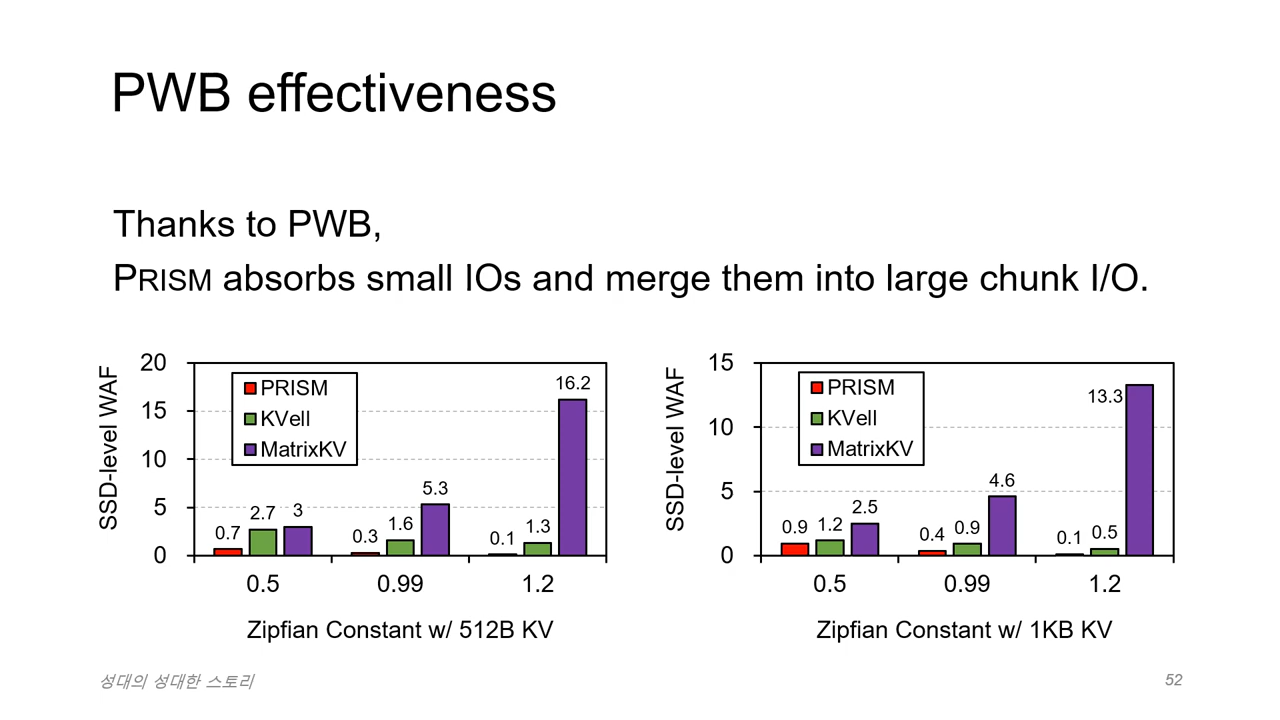 PWB effectiveness
Thanks to PWB,
PRISM absorbs small IOs and merge them into large chunk I/O.
SSD-level WAF
20
15
10
5
0
PRISM
KVell
MatrixKV
0.7
2.7
3
0.3
1.6
5.3
0.1
1.3
16.2
0.5
0.99
1.2
Zipfian Constant w/ 512B KV
SSD-level WAF
15
10
5
0
PRISM
KVell
MatrixKV
0.9
1.2
2.5
0.4
0.9
4.6
0.1
0.5
13.3
0.5
0.99
1.2
Zipfian Constant w/ 1KB KV
성대의 성대한 스토리
52